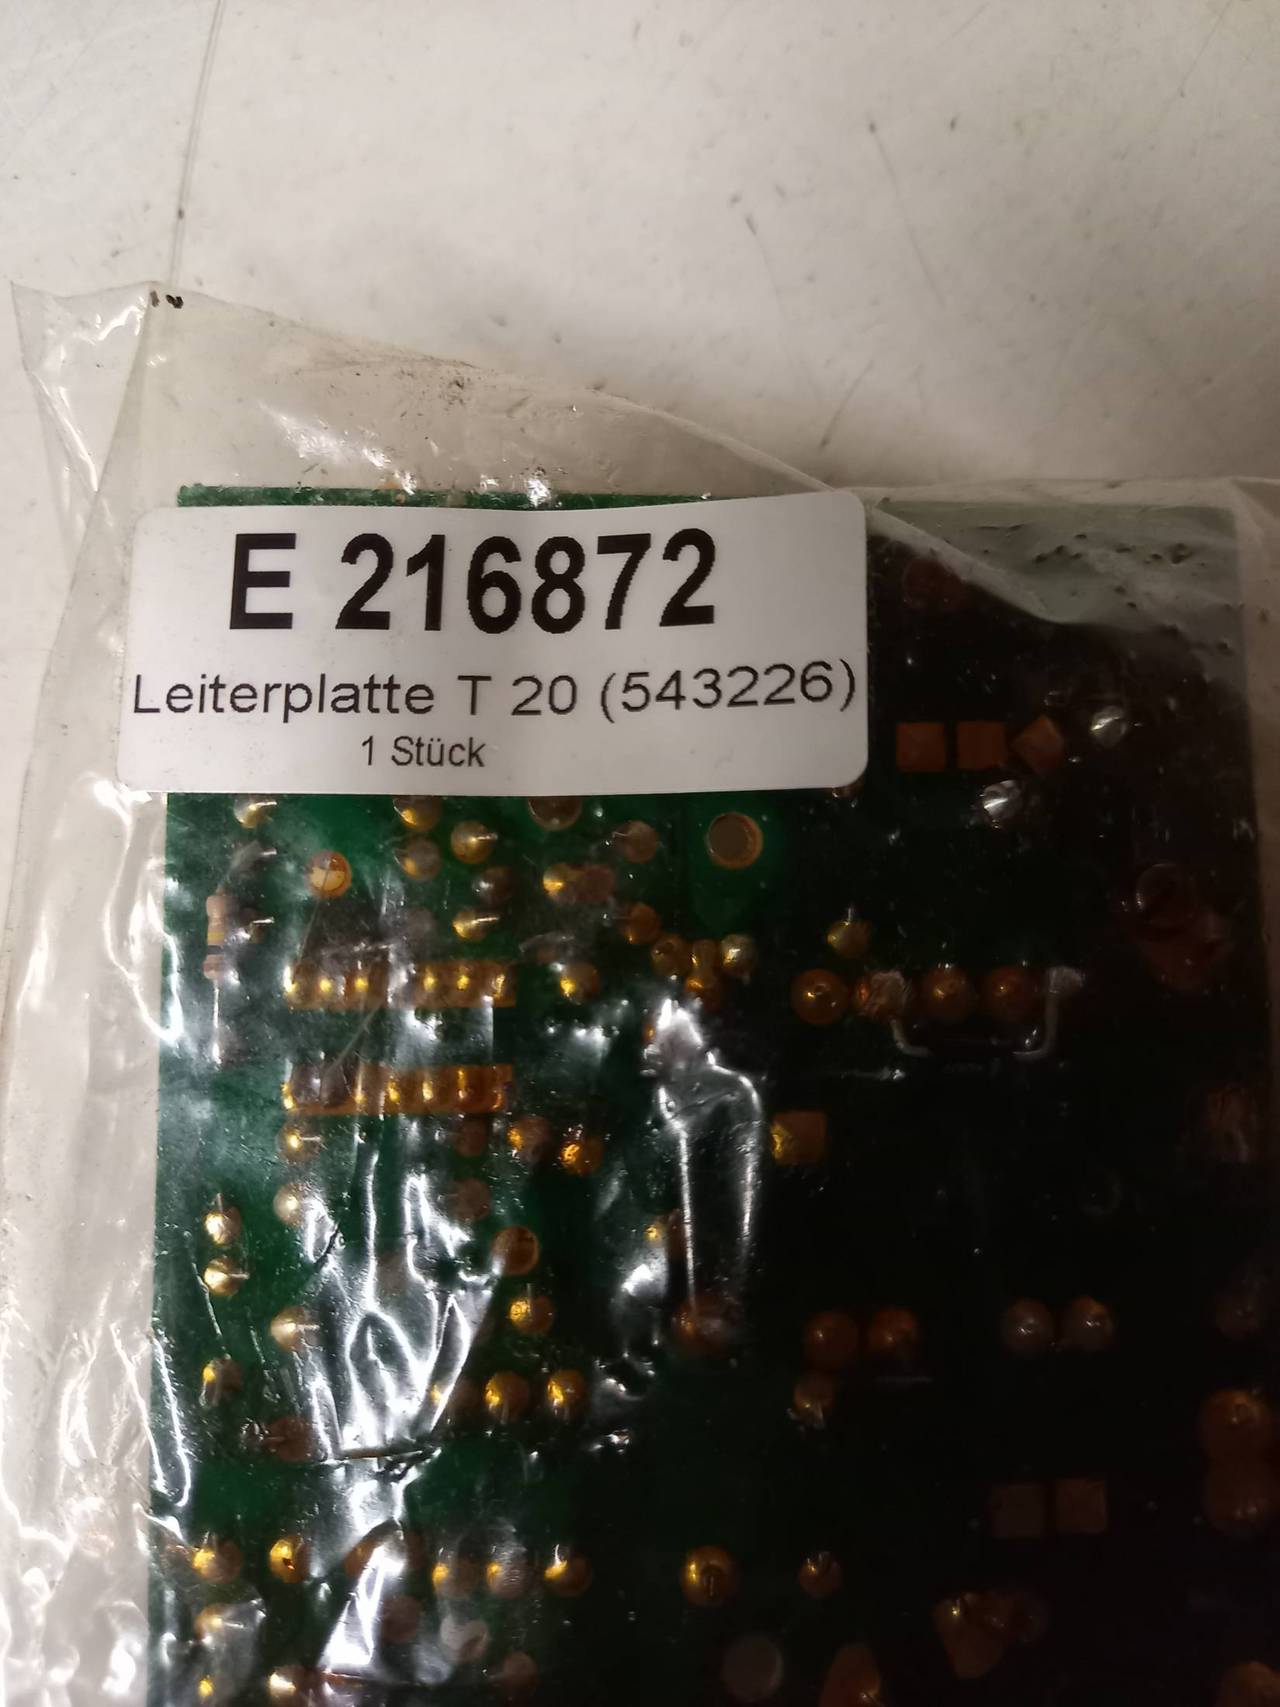 E 216872
Leiterplatte T 20 (543226)
1 Stück